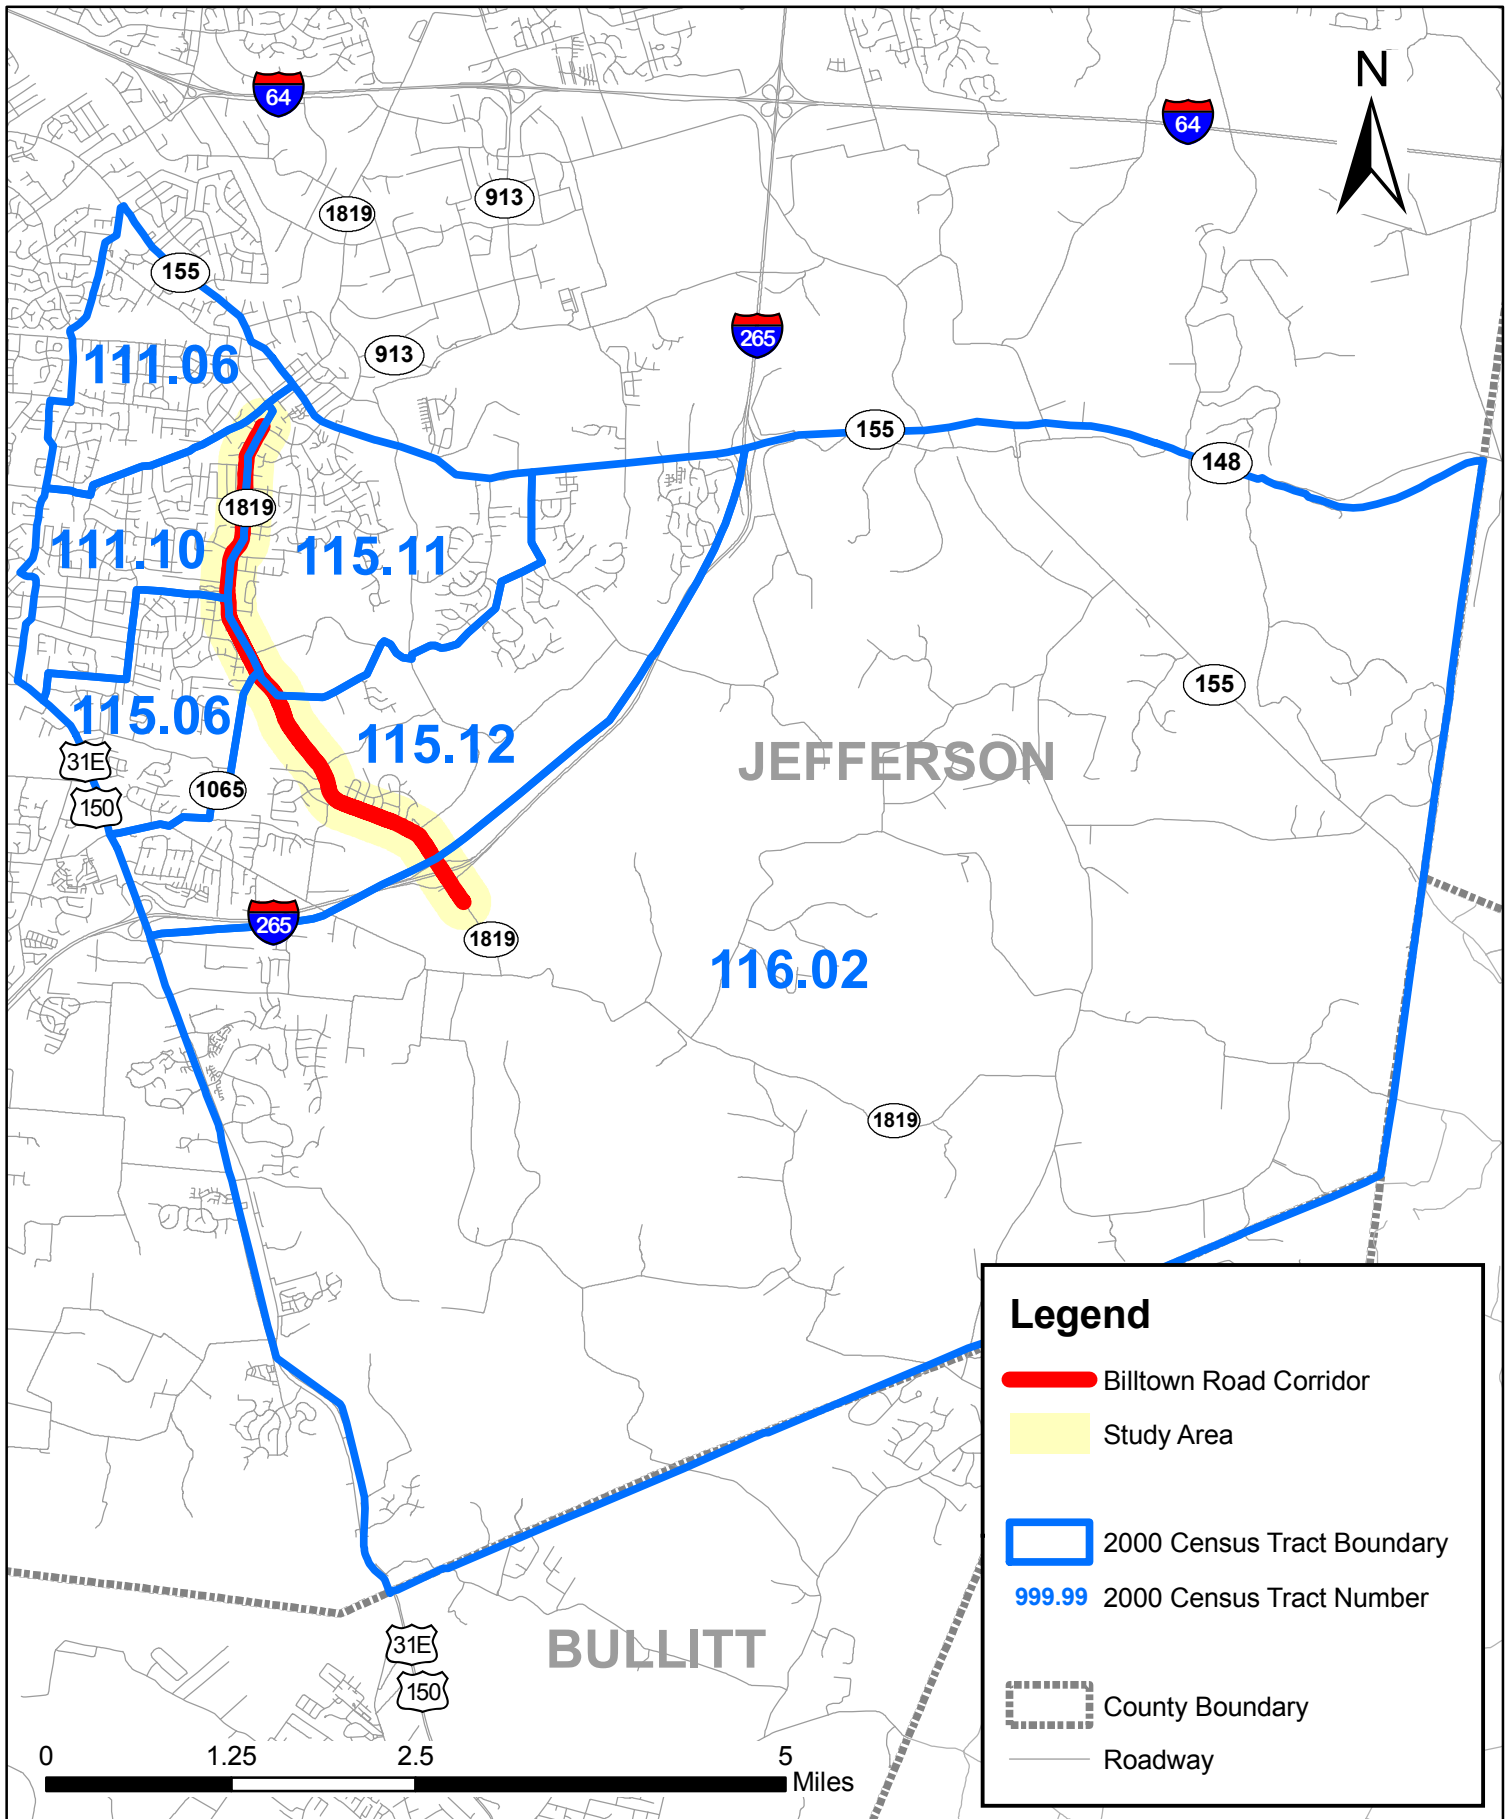 N
64
64
913
1819
155
265
913
111.06
155
148
1819
111.10
115.11
155
115.06
115.12
JEFFERSON
31E
1065
150
265
1819
116.02
1819
Legend
Billtown Road Corridor
Study Area
2000 Census Tract Boundary
999.99 2000 Census Tract Number
31E
BULLITT
150
County Boundary
Roadway
0 1.25 2.5 5
Miles